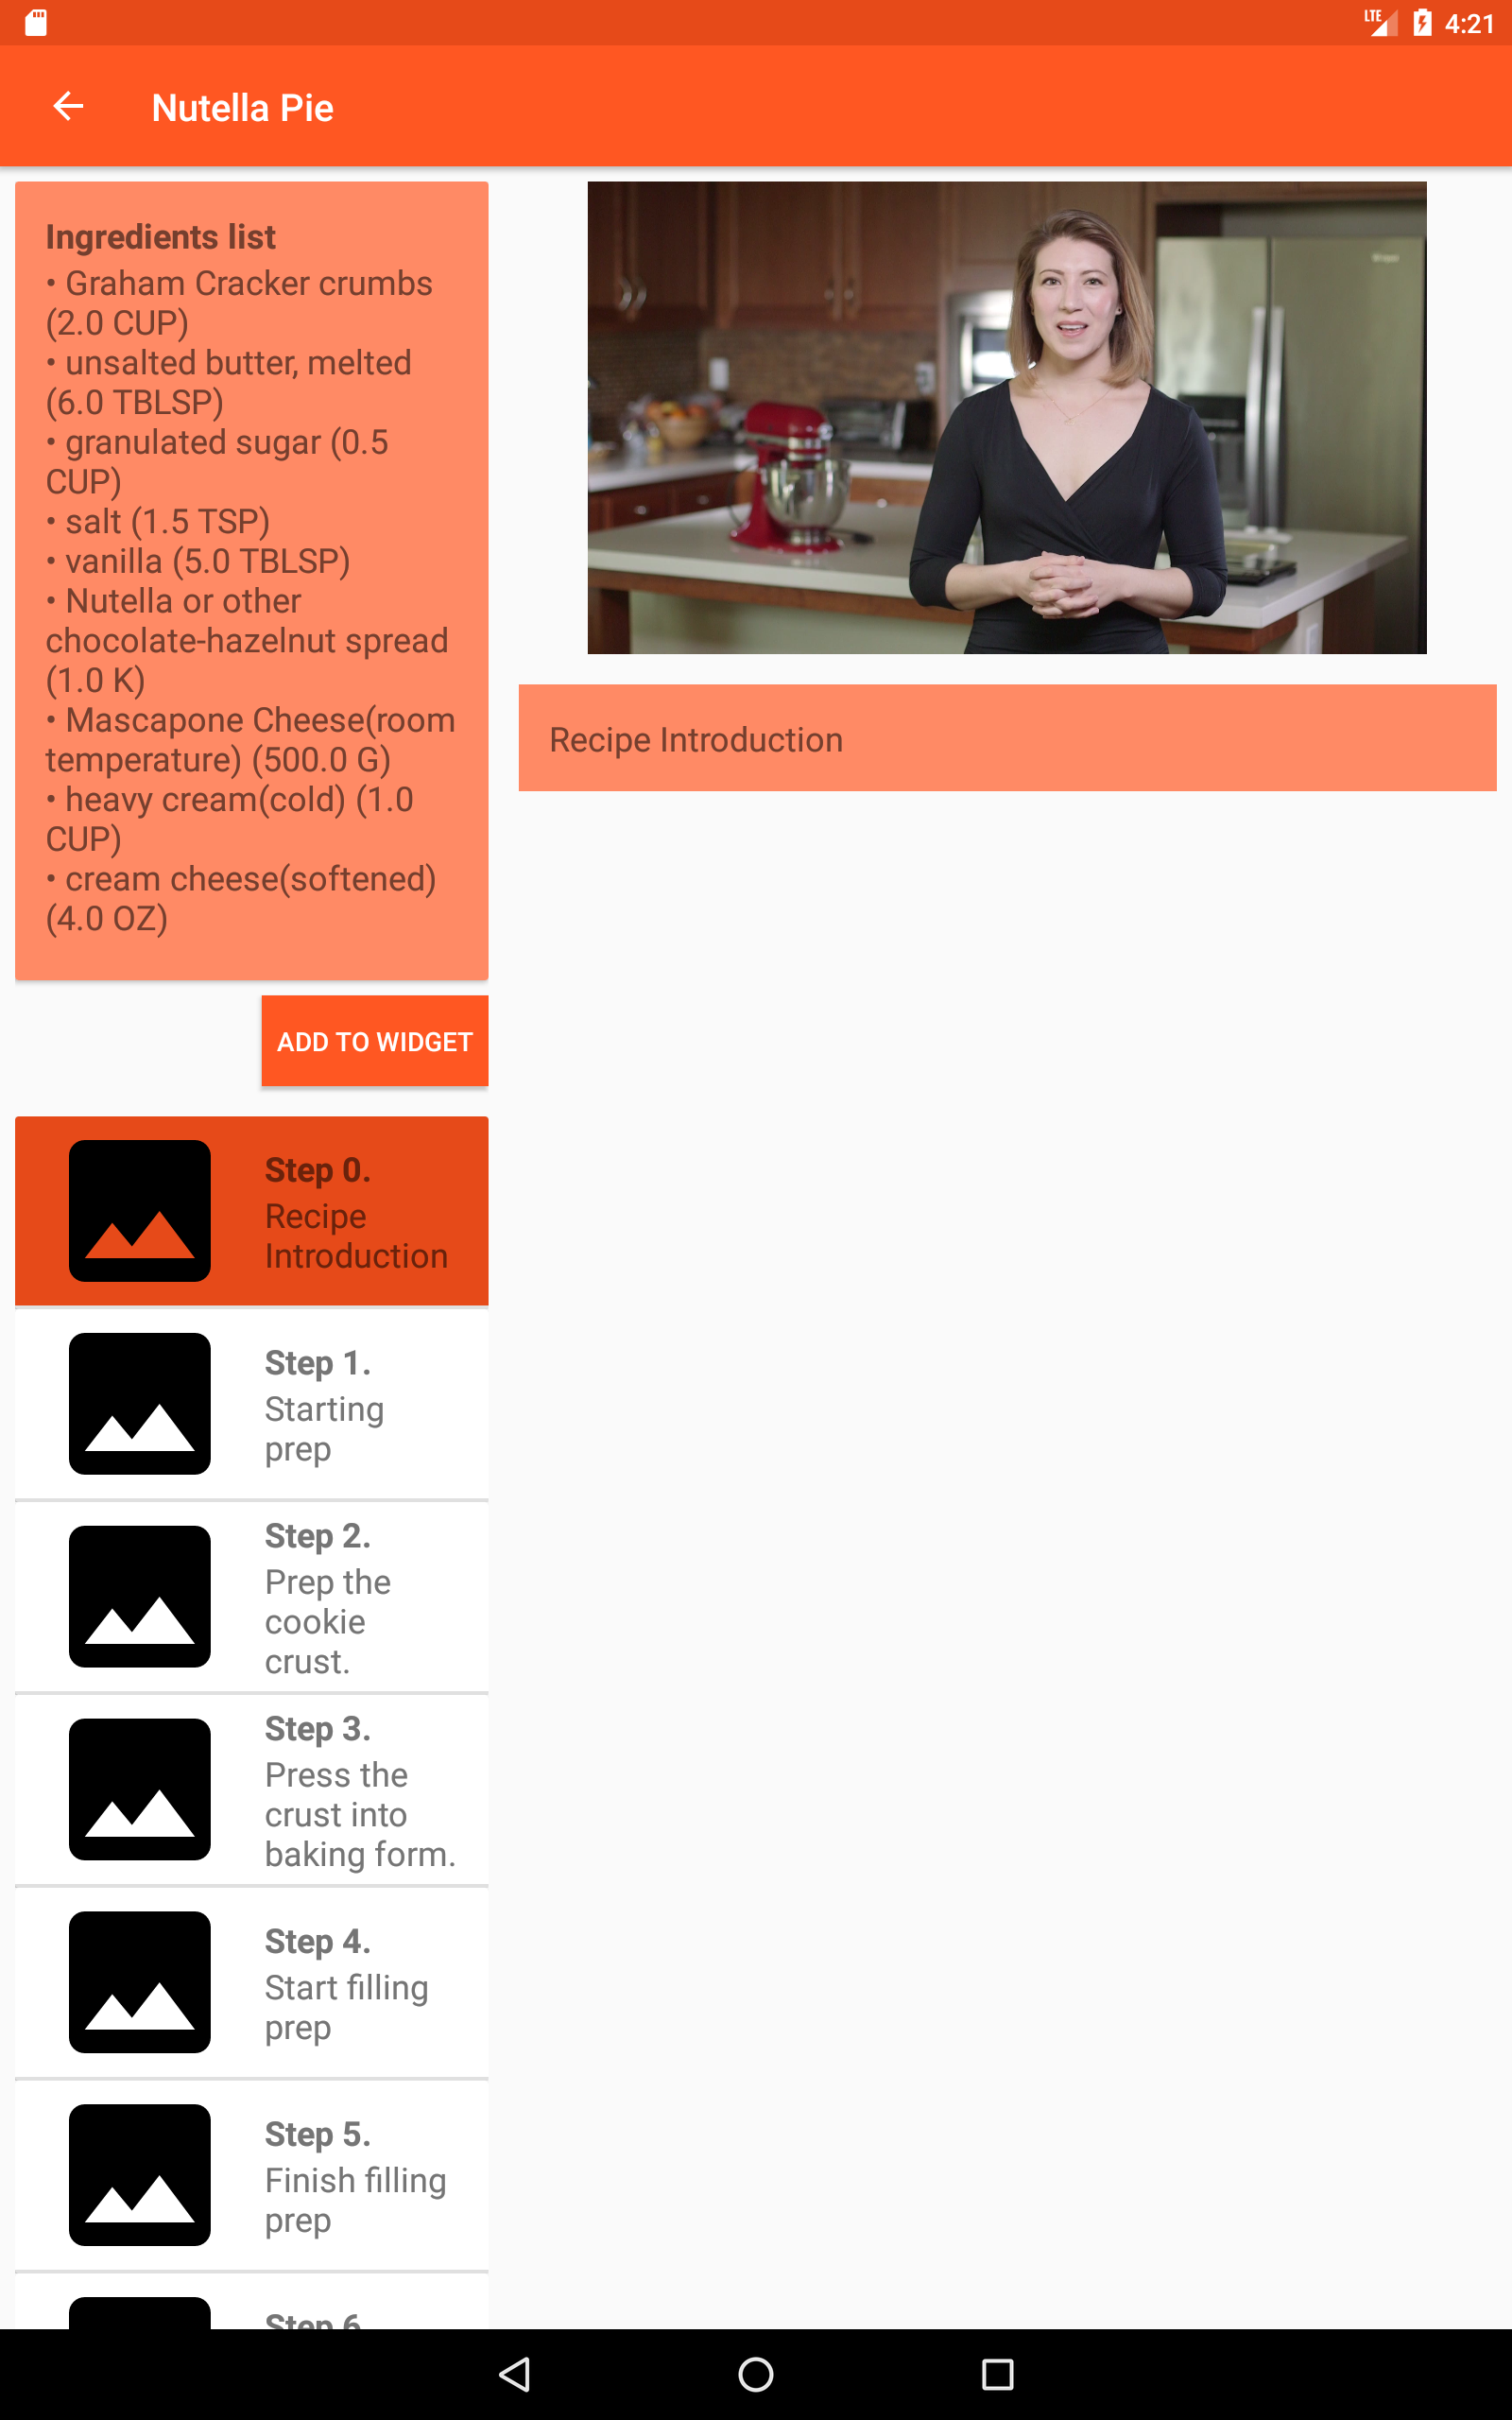 LTE 4:21
Nutella Pie
Ingredients list
• Graham Cracker crumbs
(2.0 CUP)
• unsalted butter, melted
(6.0 TBLSP)
• granulated sugar (0.5
CUP)
• salt (1.5 TSP)
• vanilla (5.0 TBLSP)
• Nutella or other
chocolate-hazelnut spread
(1.0 K)
• Mascapone Cheese(room
temperature) (500.0 G)
• heavy cream(cold) (1.0
CUP)
• cream cheese(softened)
(4.0 OZ)
ADD TO WIDGET
Step 0.
Recipe
Introduction
Step 1.
Starting
prep
Step 2.
Prep the
cookie
crust.
Step 3.
Press the
crust into
baking form.
Step 4.
Start filling
prep
Step 5.
Finish filling
prep
Step 6
Recipe Introduction